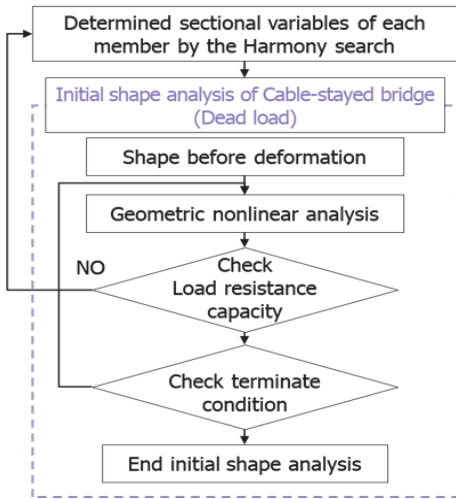 Determined sectional variables of each
member by the Harmony search
Initial shape analysis of Cable-stayed bridge
(Dead load)
Shape before deformation
Geometric nonlinear analysis
NO
Check
Load resistance
capacity
Check terminate
condition
End initial shape analysis